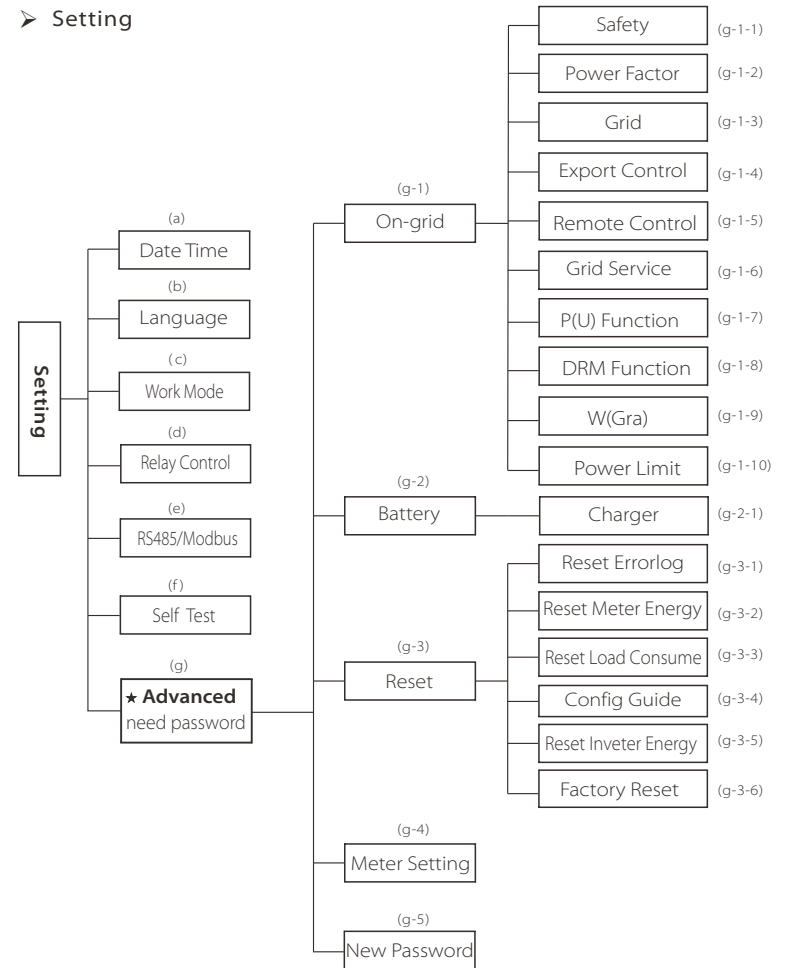 ➢ Setting
Setting
(a)
Date Time
(b)
Language
(c)
Work Mode
(d)
Relay Control
(e)
RS485/Modbus
(f)
Self Test
(g)
★ Advanced
need password
(g-1)
On-grid
Safety (g-1-1)
Power Factor (g-1-2)
Grid (g-1-3)
Export Control (g-1-4)
Remote Control (g-1-5)
Grid Service (g-1-6)
P(U) Function (g-1-7)
DRM Function (g-1-8)
W(Gra) (g-1-9)
Power Limit (g-1-10)
(g-2)
Battery
Charger (g-2-1)
(g-3)
Reset
Reset Errorlog (g-3-1)
Reset Meter Energy (g-3-2)
Reset Load Consume (g-3-3)
Config Guide (g-3-4)
Reset Inveter Energy (g-3-5)
Factory Reset (g-3-6)
(g-4)
Meter Setting
(g-5)
New Password